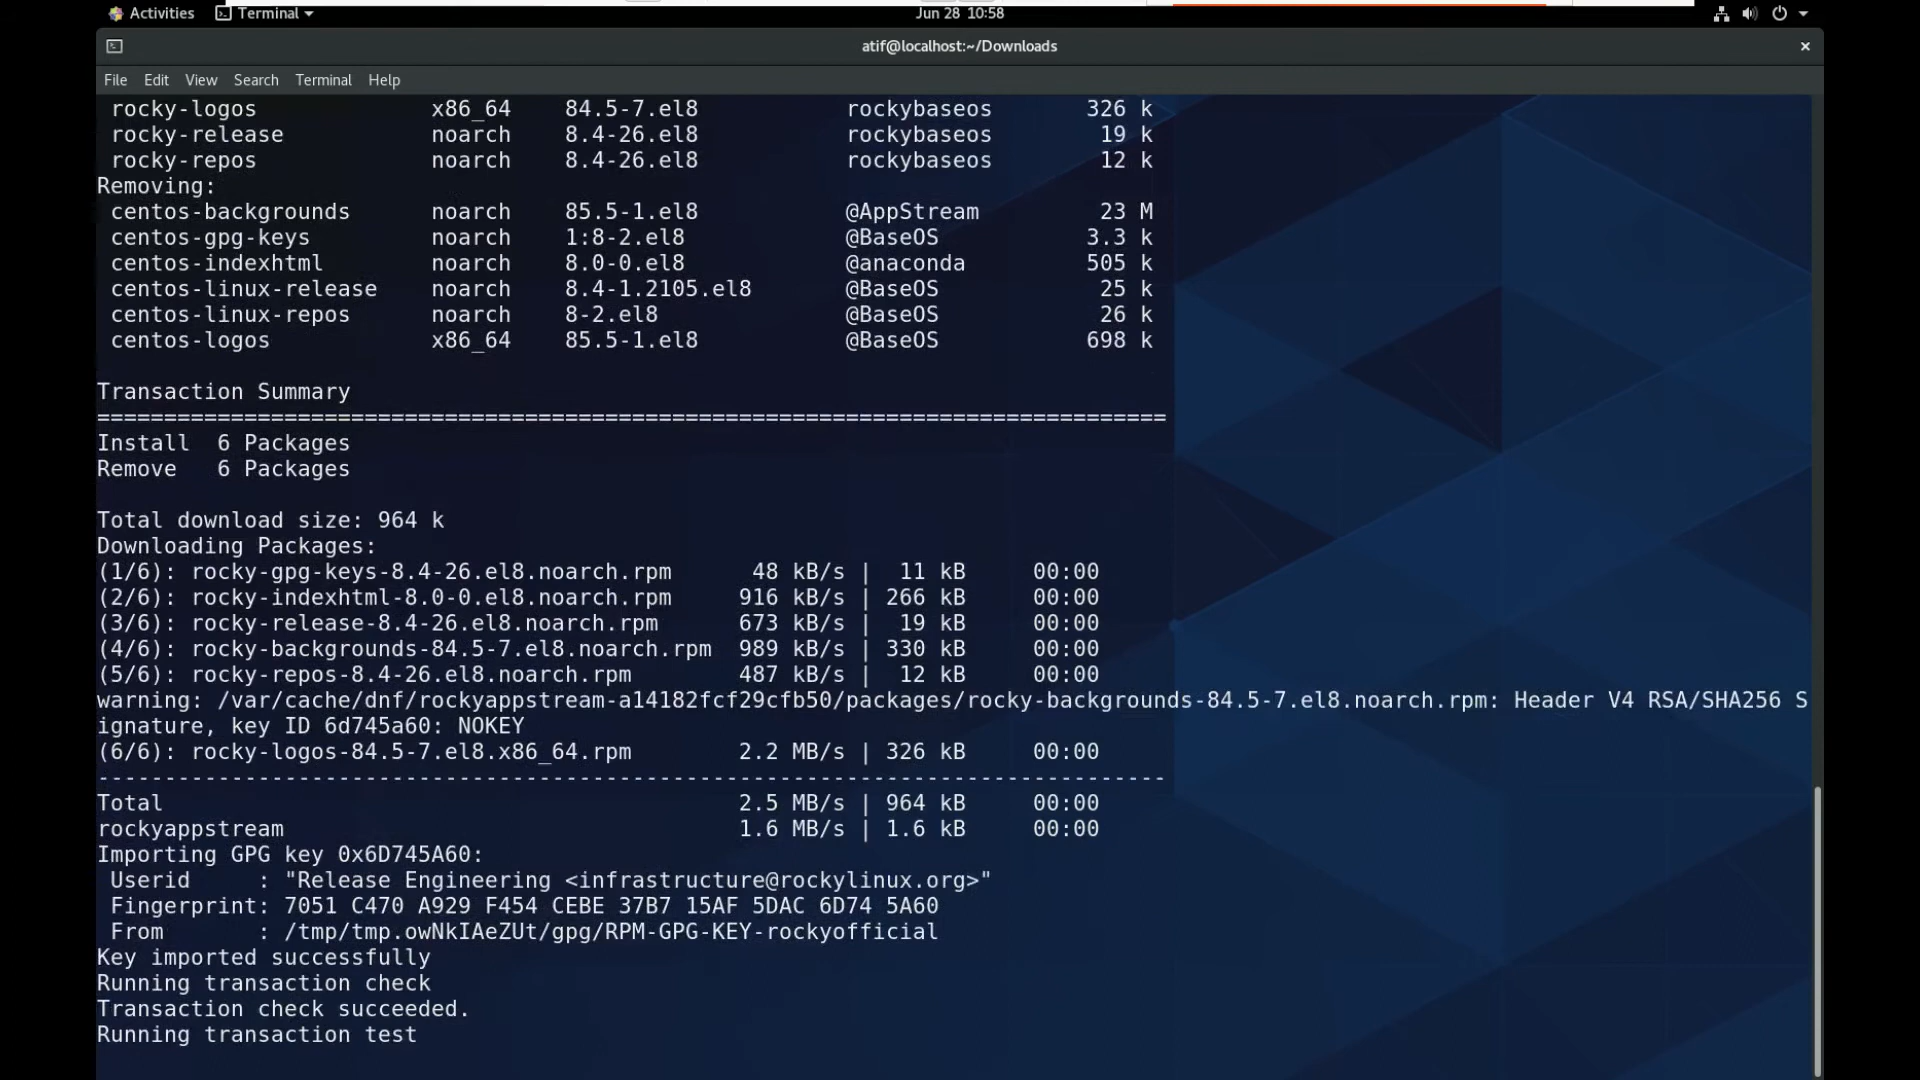 Activities Terminal Jun 28 10:58
atif@localhost:~/Downloads ×
File Edit View Search Terminal Help
rocky-logos x86_64 84.5-7.el8 rockybaseos 326 k
rocky-release noarch 8.4-26.el8 rockybaseos 19 k
rocky-repos noarch 8.4-26.el8 rockybaseos 12 k
Removing:
centos-backgrounds noarch 85.5-1.el8 @AppStream 23 M
centos-gpg-keys noarch 1:8-2.el8 @BaseOS 3.3 k
centos-indexhtml noarch 8.0-0.el8 @anaconda 505 k
centos-linux-release noarch 8.4-1.2105.el8 @BaseOS 25 k
centos-linux-repos noarch 8-2.el8 @BaseOS 26 k
centos-logos x86_64 85.5-1.el8 @BaseOS 698 k
Transaction Summary
================================================================================
Install 6 Packages
Remove 6 Packages
Total download size: 964 k
Downloading Packages:
(1/6): rocky-gpg-keys-8.4-26.el8.noarch.rpm 48 kB/s | 11 kB 00:00
(2/6): rocky-indexhtml-8.0-0.el8.noarch.rpm 916 kB/s | 266 kB 00:00
(3/6): rocky-release-8.4-26.el8.noarch.rpm 673 kB/s | 19 kB 00:00
(4/6): rocky-backgrounds-84.5-7.el8.noarch.rpm 989 kB/s | 330 kB 00:00
(5/6): rocky-repos-8.4-26.el8.noarch.rpm 487 kB/s | 12 kB 00:00
warning: /var/cache/dnf/rockyappstream-a14182fcf29cfb50/packages/rocky-backgrounds-84.5-7.el8.noarch.rpm: Header V4 RSA/SHA256 S
ignature, key ID 6d745a60: NOKEY
(6/6): rocky-logos-84.5-7.el8.x86_64.rpm 2.2 MB/s | 326 kB 00:00
--------------------------------------------------------------------------------
Total 2.5 MB/s | 964 kB 00:00
rockyappstream 1.6 MB/s | 1.6 kB 00:00
Importing GPG key 0x6D745A60:
Userid : "Release Engineering <infrastructure@rockylinux.org>"
Fingerprint: 7051 C470 A929 F454 CEBE 37B7 15AF 5DAC 6D74 5A60
From : /tmp/tmp.owNkIAeZUt/gpg/RPM-GPG-KEY-rockyofficial
Key imported successfully
Running transaction check
Transaction check succeeded.
Running transaction test